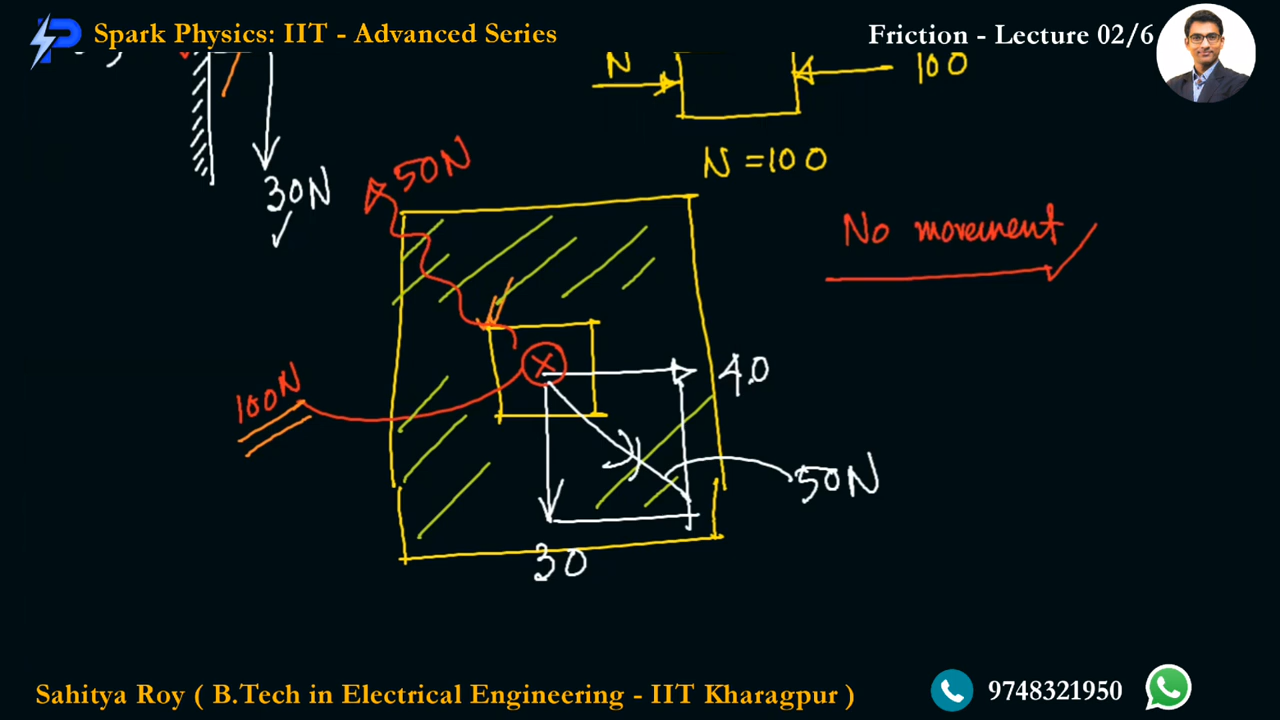 Spark Physics: IIT - Advanced Series
Friction - Lecture 02/6
N
100
N = 100
30N
50N
No movement
100N
40
50N
30
Sahitya Roy ( B.Tech in Electrical Engineering - IIT Kharagpur )
9748321950